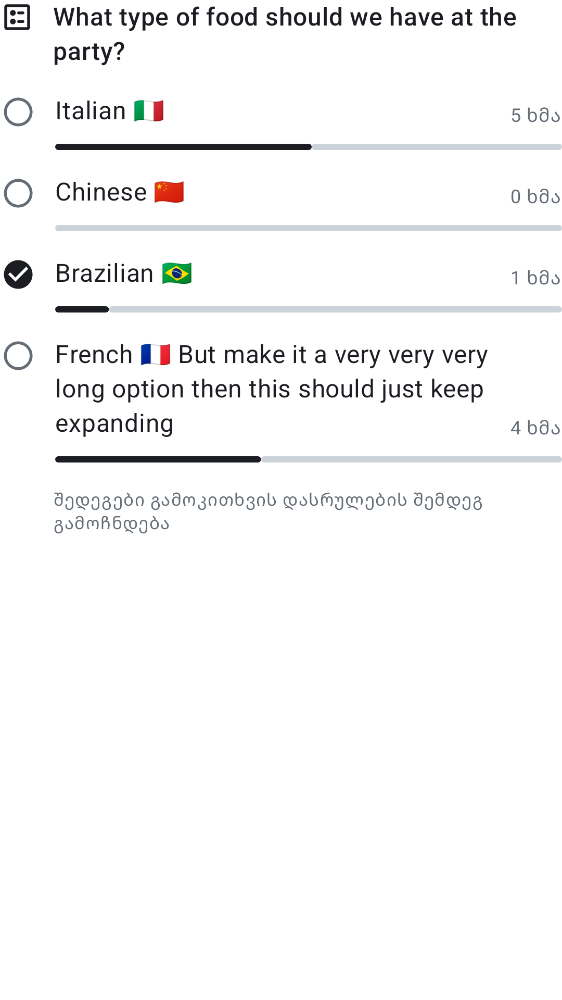 What type of food should we have at the
party?
Italian 🇮🇹
5 ხმა
Chinese 🇨🇳
0 ხმა
Brazilian 🇧🇷
1 ხმა
French 🇫🇷 But make it a very very very
long option then this should just keep
expanding
4 ხმა
შედეგები გამოკითხვის დასრულების შემდეგ
გამოჩნდება